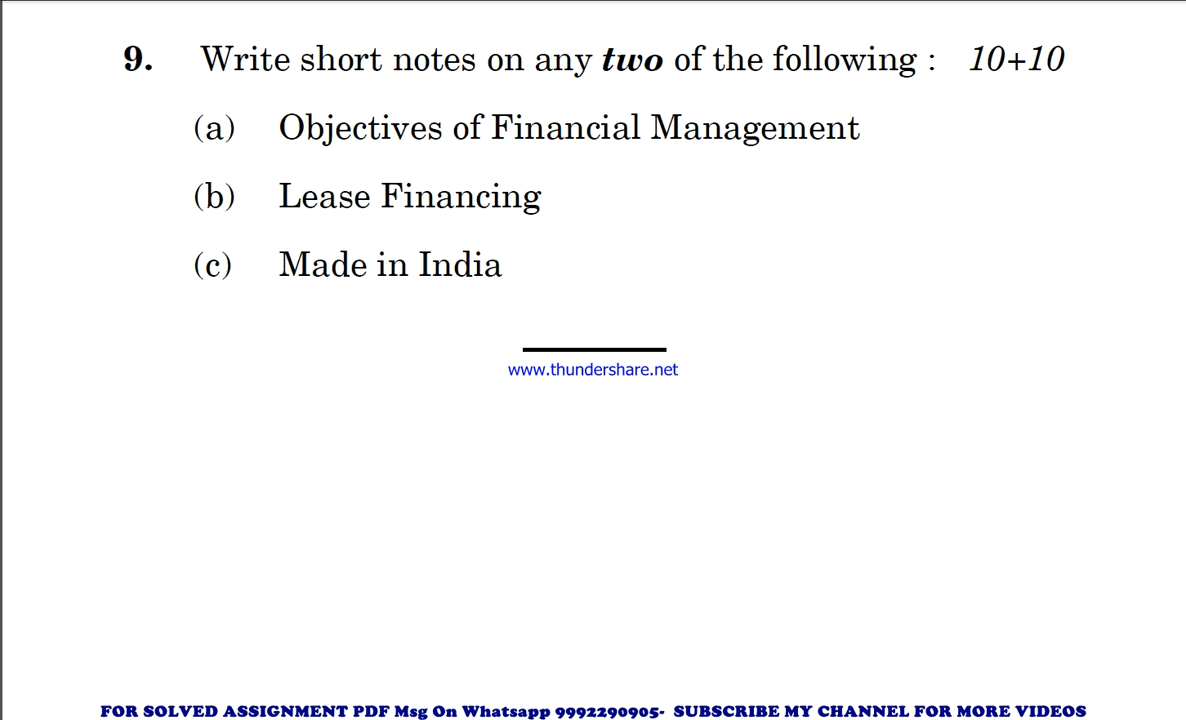 9. Write short notes on any two of the following : 10+10
(a) Objectives of Financial Management
(b) Lease Financing
(c) Made in India
www.thundershare.net
FOR SOLVED ASSIGNMENT PDF Msg On Whatsapp 9992290905- SUBSCRIBE MY CHANNEL FOR MORE VIDEOS